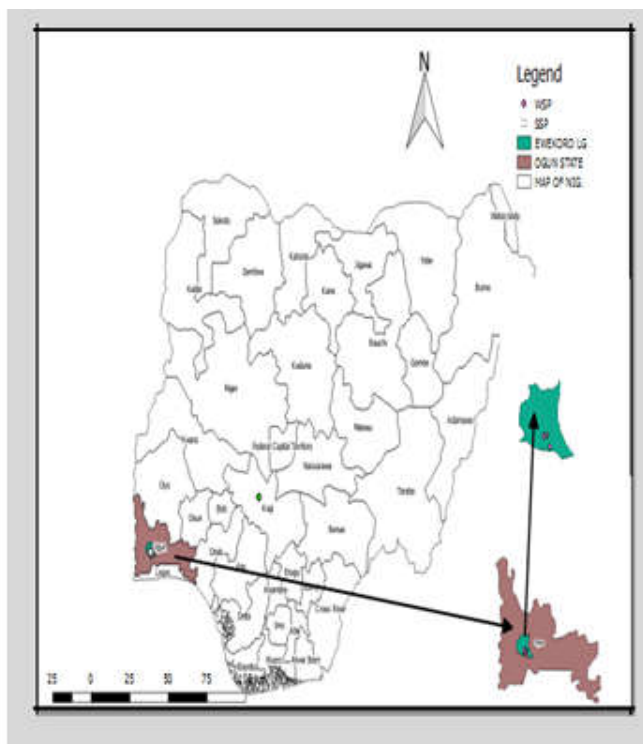 N
Legend
WSP
SSP
EWEKORO LG.
OGUN STATE
MAP OF NIG.
Sokoto
Zamfara
Katsina
Kano
Jigawa
Yobe
Borno
Kebbi
Kaduna
Bauchi
Gombe
Adamawa
Niger
Plateau
Kwara
Federal Capital Territory
Nassarawa
Taraba
Oyo
Osun
Ekiti
Kogi
Benue
Ondo
Edo
Enugu
Anambra
Cross River
Lagos
Delta
Imo
Abia
Rivers
Akwa Ibom
25 0 25 50 75